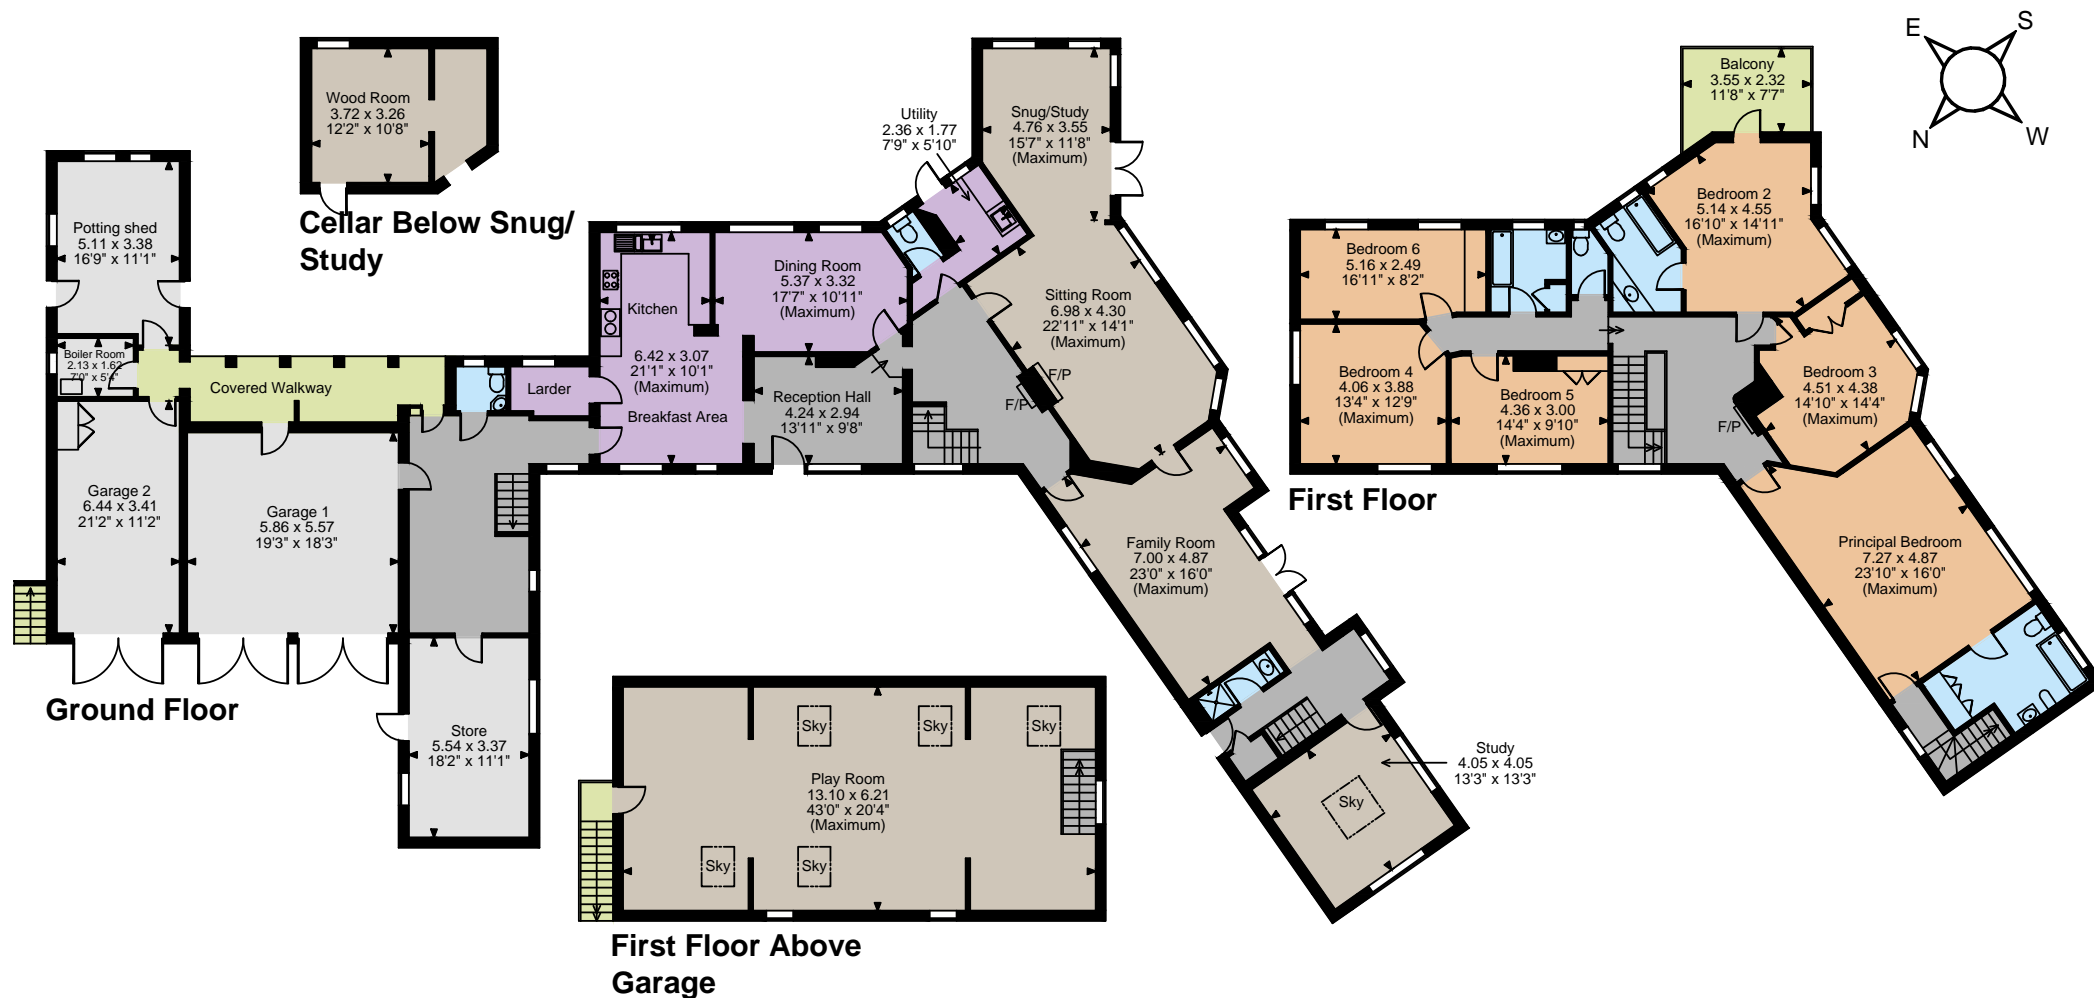 Wood Room
3.72 x 3.26
12'2" x 10'8"
Cellar Below Snug/
Study
Potting shed
5.11 x 3.38
16'9" x 11'1"
Boiler Room
2.13 x 1.62
7'0" x 5'4"
Covered Walkway
Larder
Garage 2
6.44 x 3.41
21'2" x 11'2"
Garage 1
5.86 x 5.57
19'3" x 18'3"
Store
5.54 x 3.37
18'2" x 11'1"
Ground Floor
Kitchen
6.42 x 3.07
21'1" x 10'1"
(Maximum)
Breakfast Area
Dining Room
5.37 x 3.32
17'7" x 10'11"
(Maximum)
Reception Hall
4.24 x 2.94
13'11" x 9'8"
Utility
2.36 x 1.77
7'9" x 5'10"
Snug/Study
4.76 x 3.55
15'7" x 11'8"
(Maximum)
Sitting Room
6.98 x 4.30
22'11" x 14'1"
(Maximum)
F/P
F/P
Family Room
7.00 x 4.87
23'0" x 16'0"
(Maximum)
Study
4.05 x 4.05
13'3" x 13'3"
Sky
Sky
Sky
Sky
Play Room
13.10 x 6.21
43'0" x 20'4"
(Maximum)
Sky
Sky
First Floor Above
Garage
Balcony
3.55 x 2.32
11'8" x 7'7"
Bedroom 2
5.14 x 4.55
16'10" x 14'11"
(Maximum)
Bedroom 6
5.16 x 2.49
16'11" x 8'2"
Bedroom 4
4.06 x 3.88
13'4" x 12'9"
(Maximum)
Bedroom 5
4.36 x 3.00
14'4" x 9'10"
(Maximum)
Bedroom 3
4.51 x 4.38
14'10" x 14'4"
(Maximum)
F/P
Principal Bedroom
7.27 x 4.87
23'10" x 16'0"
(Maximum)
First Floor
E
S
N
W